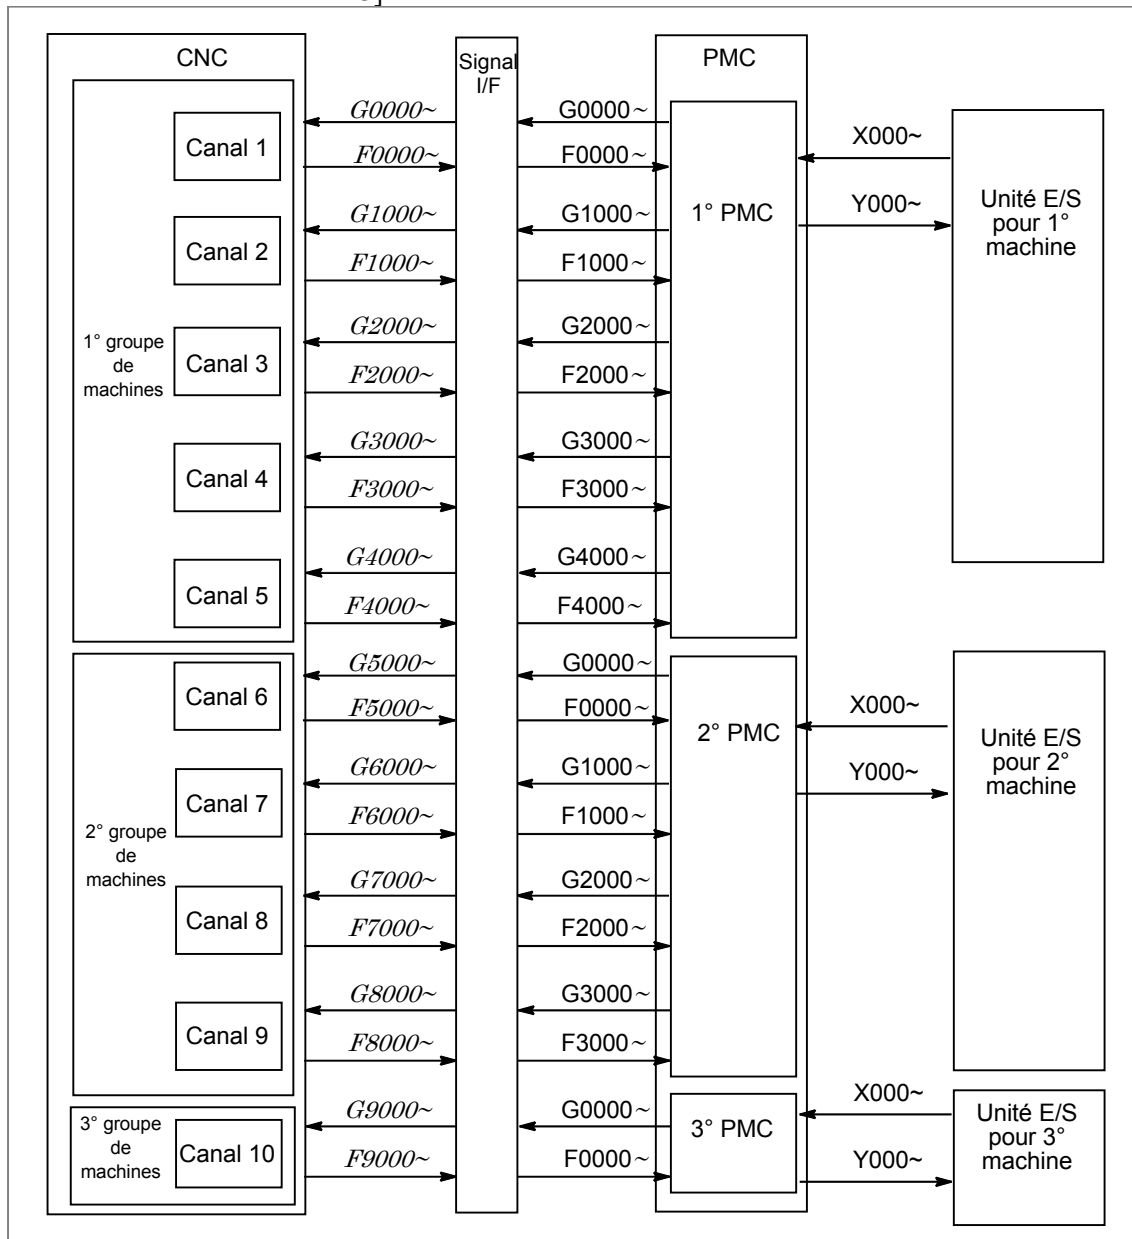 CNC
Signal
I/F
PMC
G0000~
G0000~
Canal 1
F0000~
F0000~
X000~
Y000~
1° PMC
Unité E/S
pour 1°
machine
G1000~
G1000~
Canal 2
F1000~
F1000~
G2000~
G2000~
1° groupe
de
machines
Canal 3
F2000~
F2000~
G3000~
G3000~
Canal 4
F3000~
F3000~
G4000~
G4000~
Canal 5
F4000~
F4000~
G5000~
G0000~
Canal 6
F5000~
F0000~
X000~
2° PMC
Unité E/S
pour 2°
machine
G6000~
G1000~
Y000~
Canal 7
F6000~
F1000~
2° groupe
de
machines
G7000~
G2000~
Canal 8
F7000~
F2000~
G8000~
G3000~
Canal 9
F8000~
F3000~
X000~
G9000~
G0000~
3° groupe
de
machines
Canal 10
3° PMC
Unité E/S
pour 3°
machine
F9000~
F0000~
Y000~